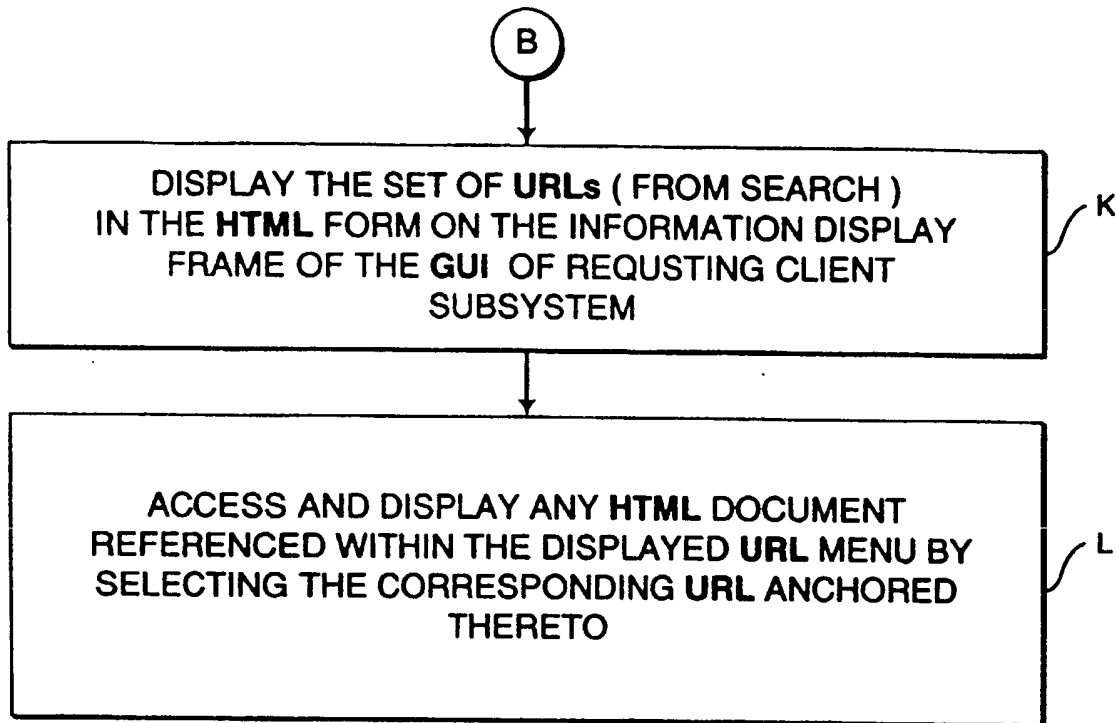 B
DISPLAY THE SET OF URLs ( FROM SEARCH )
IN THE HTML FORM ON THE INFORMATION DISPLAY
FRAME OF THE GUI OF REQUSTING CLIENT
SUBSYSTEM
K
ACCESS AND DISPLAY ANY HTML DOCUMENT
REFERENCED WITHIN THE DISPLAYED URL MENU BY
SELECTING THE CORRESPONDING URL ANCHORED
THERETO
L